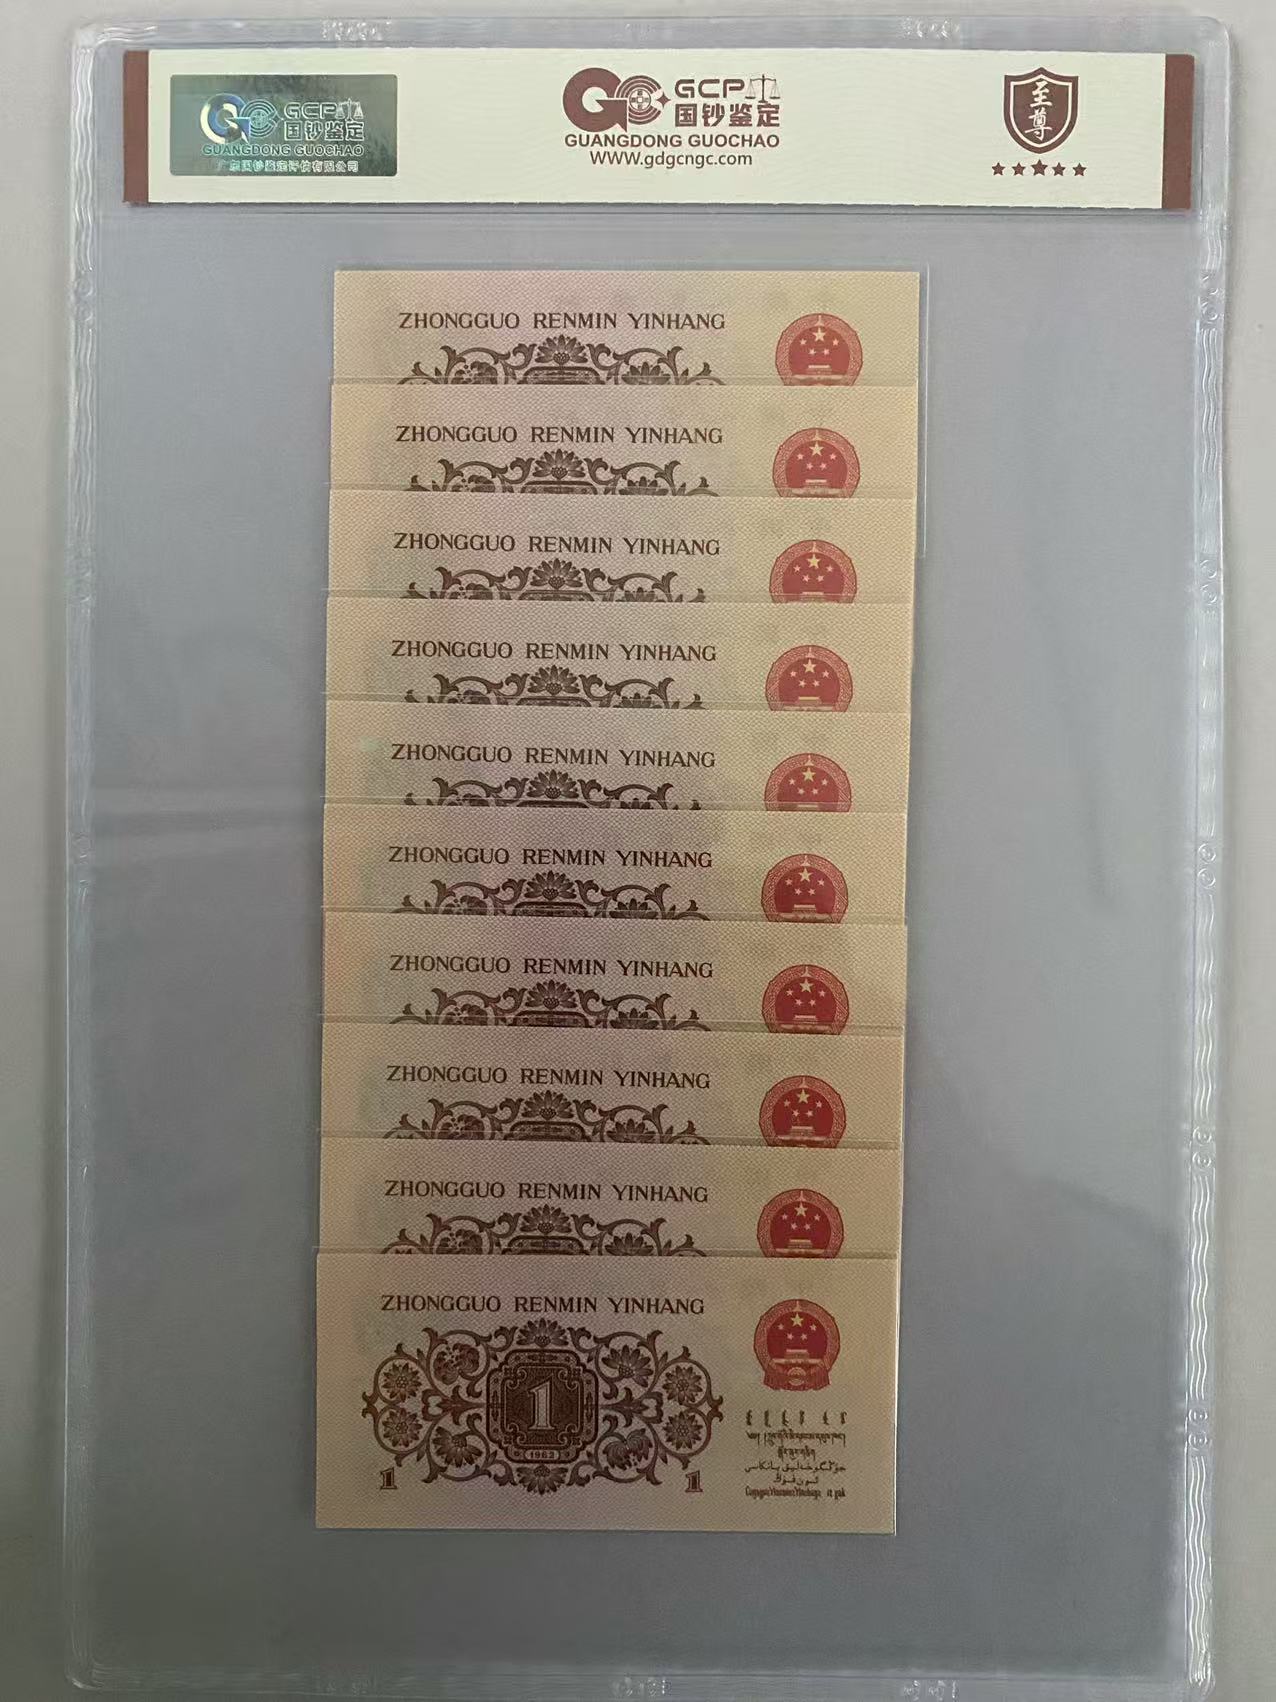 GCP
国钞鉴定
GUANGDONG GUOCHAO
广东国钞鉴定评估有限公司
GCP
国钞鉴定
GUANGDONG GUOCHAO
WWW.gdgcngc.com
至尊
ZHONGGUO RENMIN YINHANG
ZHONGGUO RENMIN YINHANG
ZHONGGUO RENMIN YINHANG
ZHONGGUO RENMIN YINHANG
ZHONGGUO RENMIN YINHANG
ZHONGGUO RENMIN YINHANG
ZHONGGUO RENMIN YINHANG
ZHONGGUO RENMIN YINHANG
ZHONGGUO RENMIN YINHANG
ZHONGGUO RENMIN YINHANG
1
1962
1 1